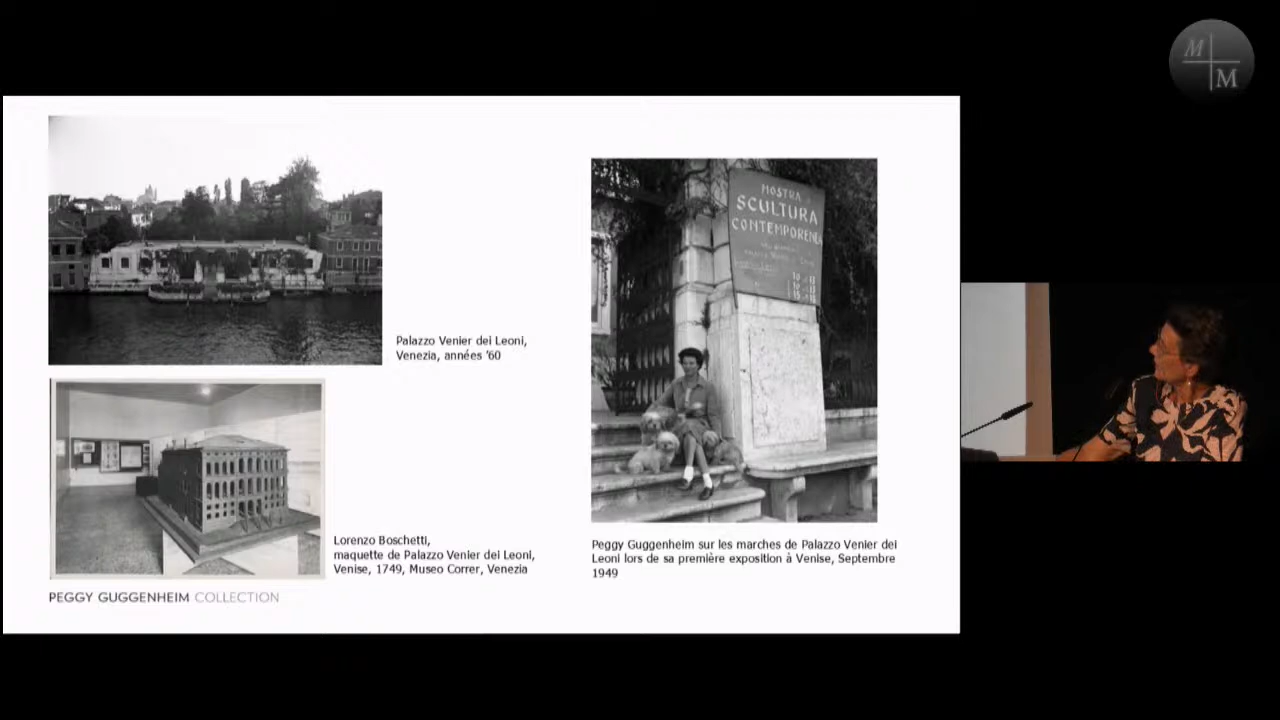 M
M
MOSTRA
SCULTURA
CONTEMPORENEA
Palazzo Venier dei Leoni,
Venezia, années '60
Lorenzo Boschetti,
maquette de Palazzo Venier dei Leoni,
Venise, 1749, Museo Correr, Venezia
Peggy Guggenheim sur les marches de Palazzo Venier dei
Leoni lors de sa première exposition à Venise, Septembre
1949
PEGGY GUGGENHEIM COLLECTION